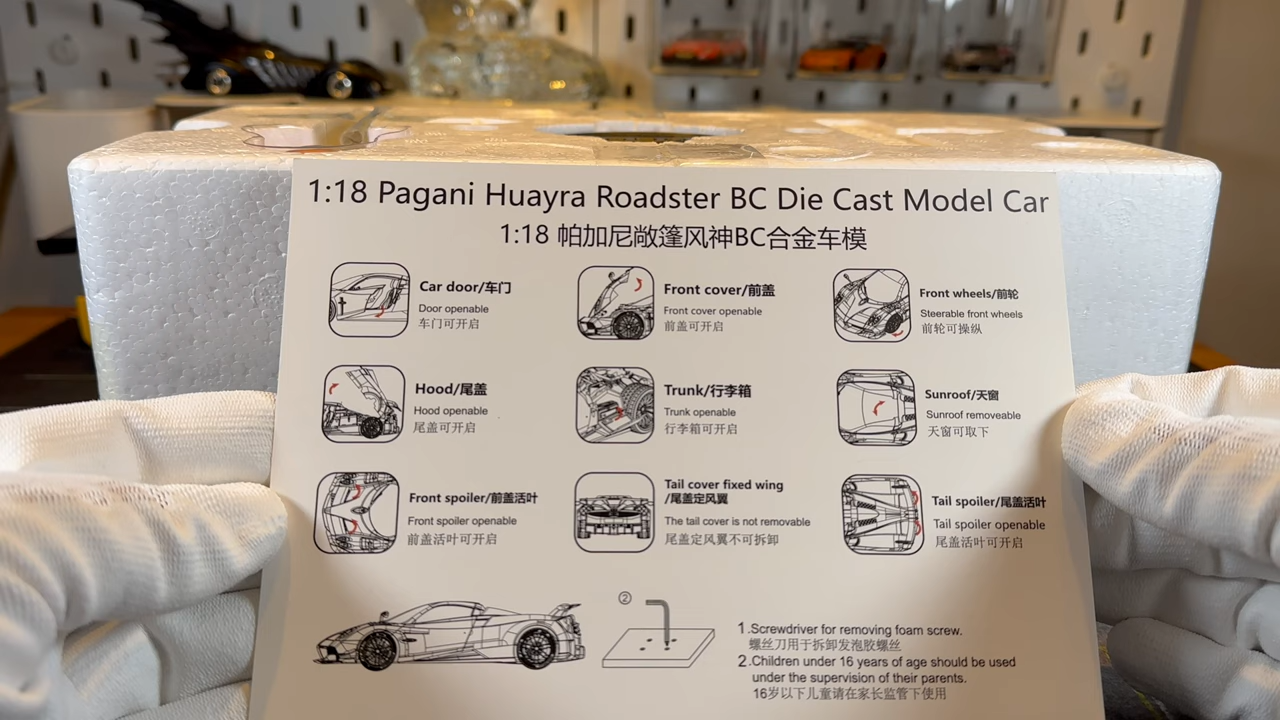 1:18 Pagani Huayra Roadster BC Die Cast Model Car
1:18 帕加尼敞篷风神BC合金车模
Car door/车门
Door openable
车门可开启
Front cover/前盖
Front cover openable
前盖可开启
Front wheels/前轮
Steerable front wheels
前轮可操纵
Hood/尾盖
Hood openable
尾盖可开启
Trunk/行李箱
Trunk openable
行李箱可开启
Sunroof/天窗
Sunroof removeable
天窗可取下
Front spoiler/前盖活叶
Front spoiler openable
前盖活叶可开启
Tail cover fixed wing
/尾盖定风翼
The tail cover is not removable
尾盖定风翼不可拆卸
Tail spoiler/尾盖活叶
Tail spoiler openable
尾盖活叶可开启
②
1.Screwdriver for removing foam screw.
螺丝刀用于拆卸发泡胶螺丝
2.Children under 16 years of age should be used
under the supervision of their parents.
16岁以下儿童请在家长监管下使用